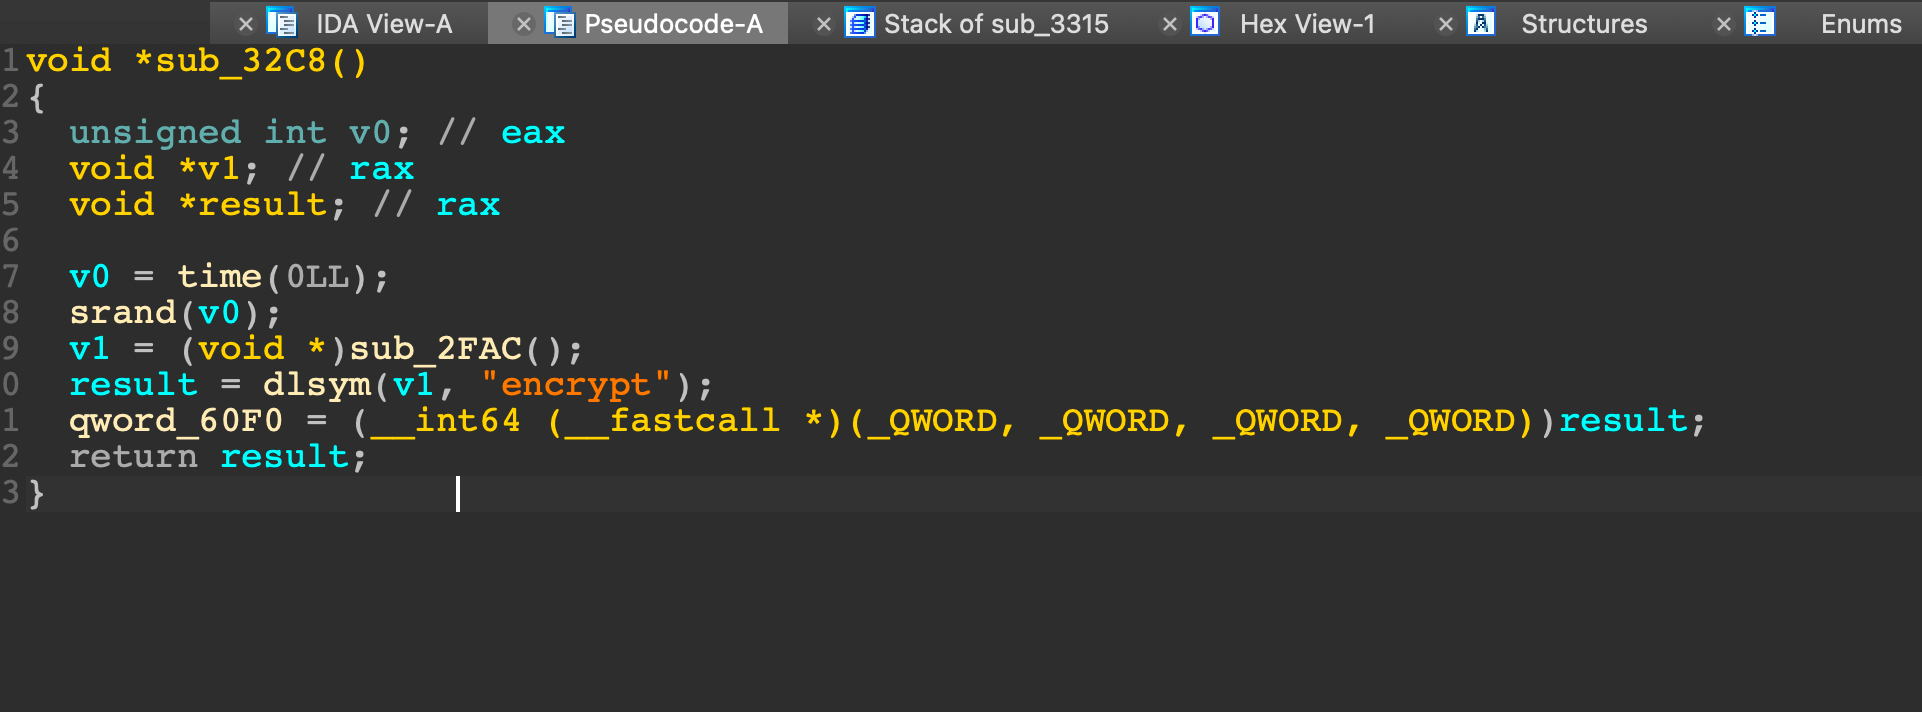 IDA View-A Pseudocode-A Stack of sub_3315 Hex View-1 Structures Enums
1 void *sub_32C8()
2 {
3   unsigned int v0; // eax
4   void *v1; // rax
5   void *result; // rax
6
7   v0 = time(0LL);
8   srand(v0);
9   v1 = (void *)sub_2FAC();
0   result = dlsym(v1, "encrypt");
1   qword_60F0 = (__int64 (__fastcall *)(_QWORD, _QWORD, _QWORD, _QWORD))result;
2   return result;
3 }